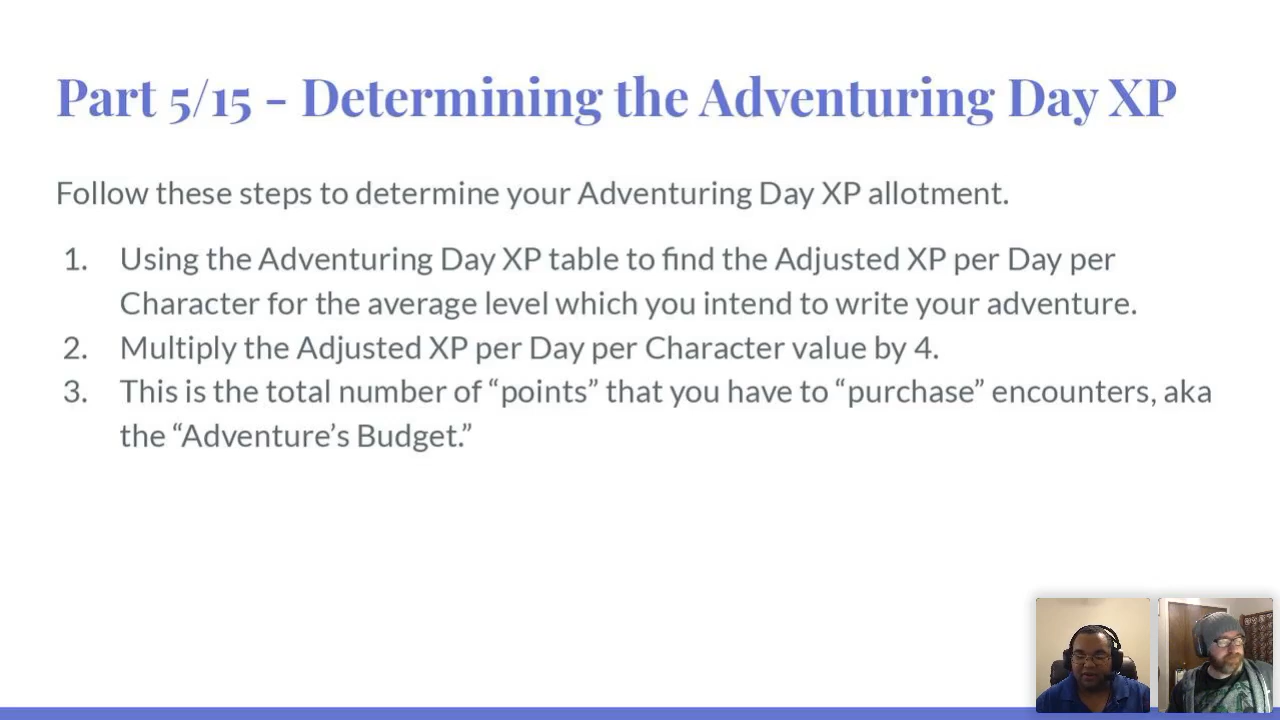 Part 5/15 - Determining the Adventuring Day XP
Follow these steps to determine your Adventuring Day XP allotment.
1. Using the Adventuring Day XP table to find the Adjusted XP per Day per
Character for the average level which you intend to write your adventure.
2. Multiply the Adjusted XP per Day per Character value by 4.
3. This is the total number of “points” that you have to “purchase” encounters, aka
the “Adventure’s Budget.”